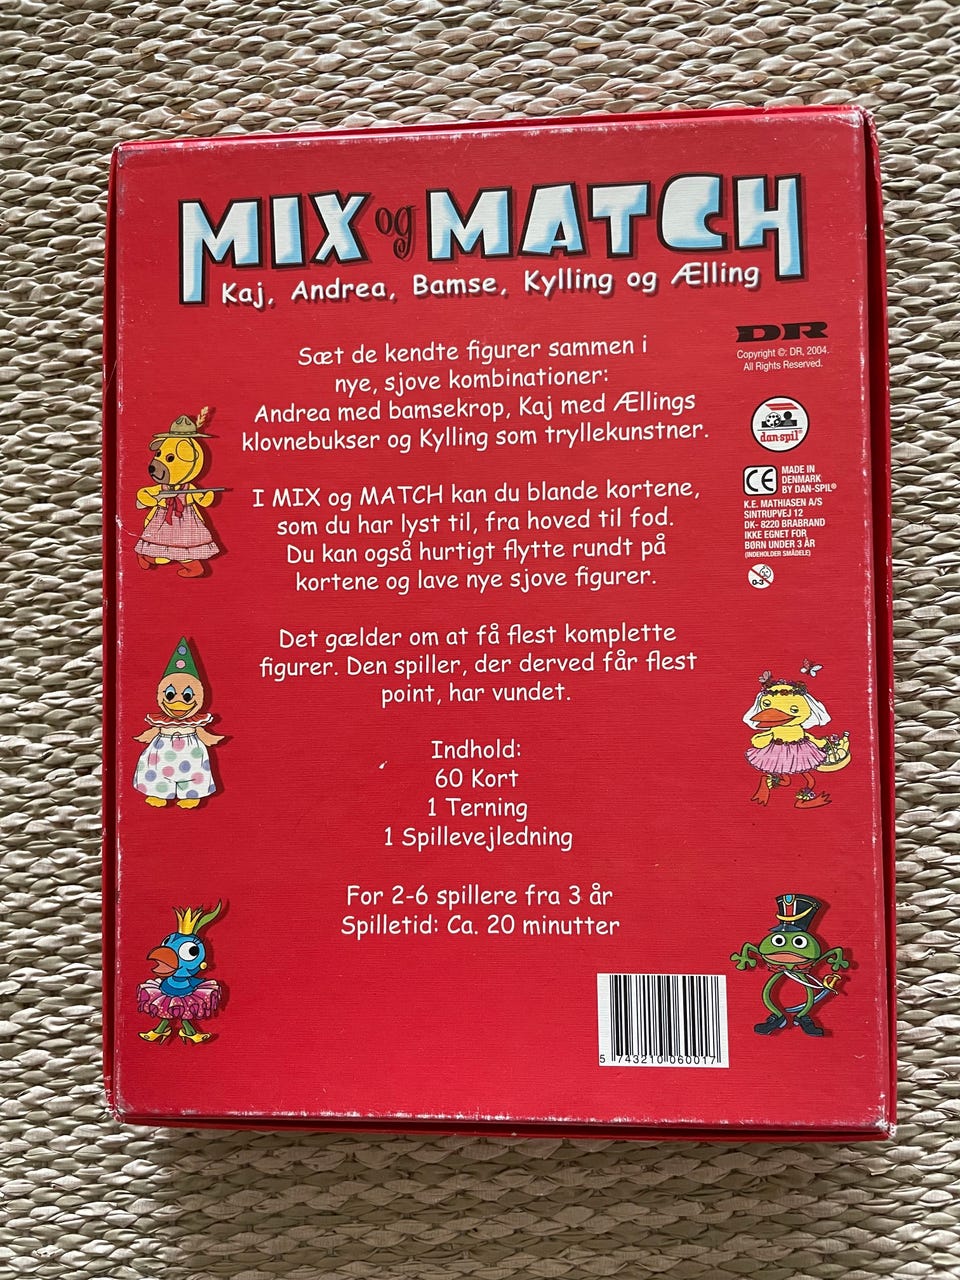 MIX og MATCH
Kaj, Andrea, Bamse, Kylling og Ælling
Sæt de kendte figurer sammen i
nye, sjove kombinationer:
Andrea med bamsekrop, Kaj med Ællings
klovnebukser og Kylling som tryllekunstner.
I MIX og MATCH kan du blande kortene,
som du har lyst til, fra hoved til fod.
Du kan også hurtigt flytte rundt på
kortene og lave nye sjove figurer.
Det gælder om at få flest komplette
figurer. Den spiller, der derved får flest
point, har vundet.
Indhold:
60 Kort
1 Terning
1 Spillevejledning
For 2-6 spillere fra 3 år
Spilletid: Ca. 20 minutter
DR
Copyright ©: DR, 2004.
All Rights Reserved.
dan-spil®
CE
MADE IN
DENMARK
BY DAN-SPIL®
K.E. MATHIASEN A/S
SINTRUPVEJ 12
DK- 8220 BRABRAND
IKKE EGNET FOR
BØRN UNDER 3 ÅR
(INDEHOLDER SMÅDELE)
0-3
5 743210 060017